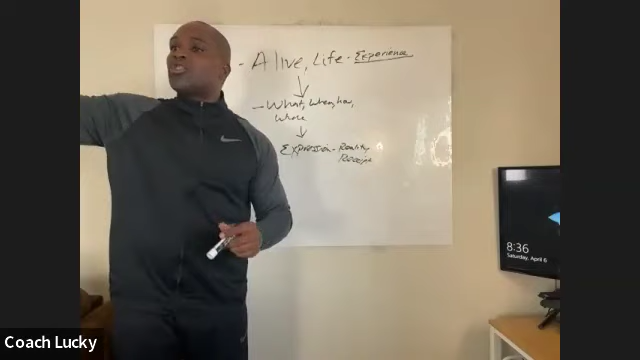 - Alive, Life - Experience
- What, When, how,
Where
Expression - Reality
8:36
Saturday, April 6
Coach Lucky